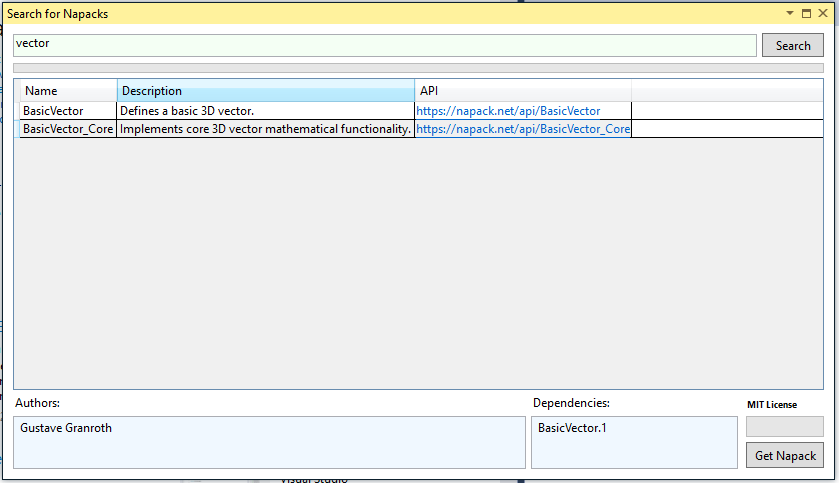 Search for Napacks
vector
Search
Name Description API
BasicVector Defines a basic 3D vector. https://napack.net/api/BasicVector
BasicVector_Core Implements core 3D vector mathematical functionality. https://napack.net/api/BasicVector_Core
Authors: Dependencies: MIT License
Gustave Granroth BasicVector.1
Get Napack
Visual Studio